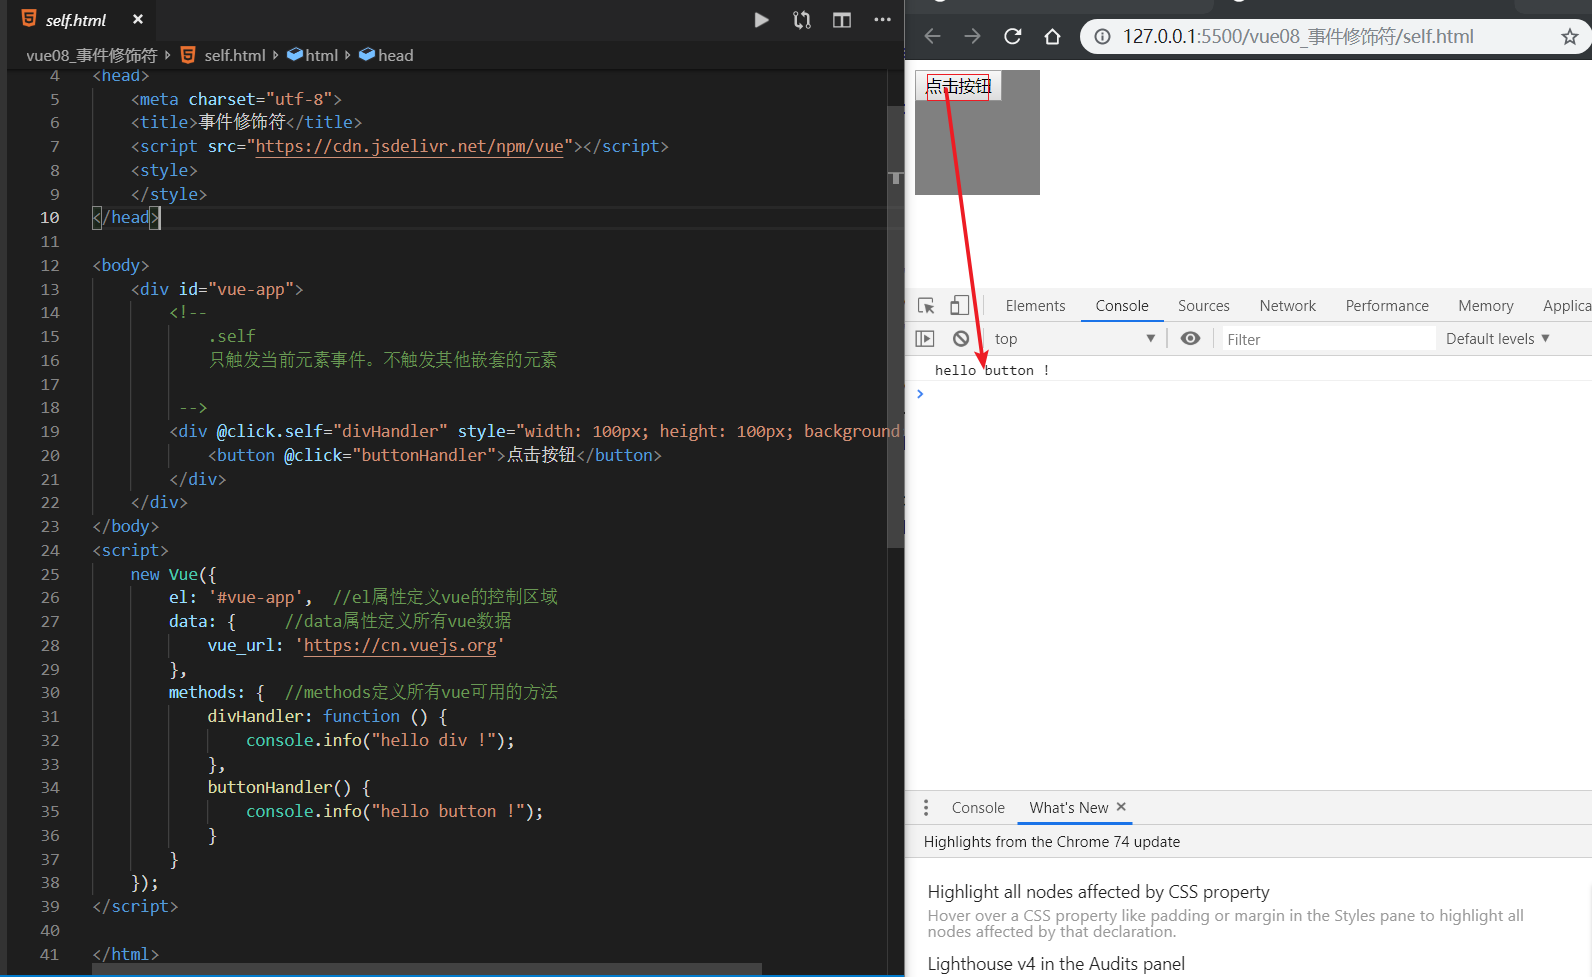 self.html
vue08_事件修饰符 self.html html head
4 <head>
5 <meta charset="utf-8">
6 <title>事件修饰符</title>
7 <script src="https://cdn.jsdelivr.net/npm/vue"></script>
8 <style>
9 </style>
10 </head>
11
12 <body>
13 <div id="vue-app">
14 <!--
15 .self
16 只触发当前元素事件。不触发其他嵌套的元素
17
18 -->
19 <div @click.self="divHandler" style="width: 100px; height: 100px; background
20 <button @click="buttonHandler">点击按钮</button>
21 </div>
22 </div>
23 </body>
24 <script>
25 new Vue({
26 el: '#vue-app', //el属性定义vue的控制区域
27 data: { //data属性定义所有vue数据
28 vue_url: 'https://cn.vuejs.org'
29 },
30 methods: { //methods定义所有vue可用的方法
31 divHandler: function () {
32 console.info("hello div !");
33 },
34 buttonHandler() {
35 console.info("hello button !");
36 }
37 }
38 });
39 </script>
40
41 </html>
127.0.0.1:5500/vue08_事件修饰符/self.html
点击按钮
Elements Console Sources Network Performance Memory Applica
top Filter Default levels
hello button !
Console What's New
Highlights from the Chrome 74 update
Highlight all nodes affected by CSS property
Hover over a CSS property like padding or margin in the Styles pane to highlight all
nodes affected by that declaration.
Lighthouse v4 in the Audits panel